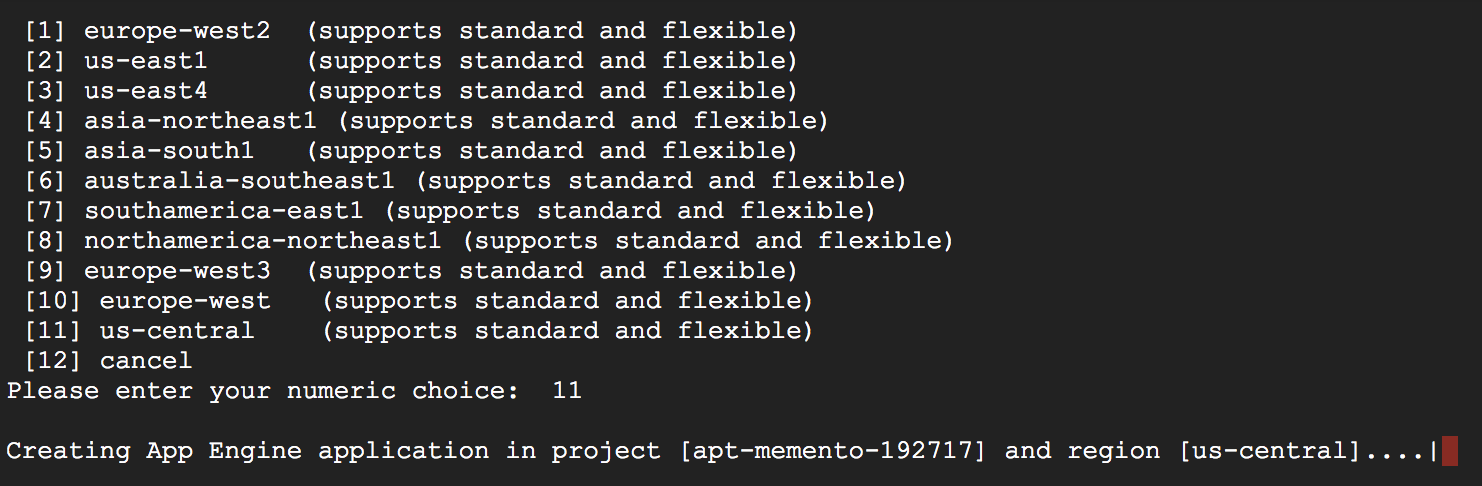 [1] europe-west2  (supports standard and flexible)
[2] us-east1      (supports standard and flexible)
[3] us-east4      (supports standard and flexible)
[4] asia-northeast1 (supports standard and flexible)
[5] asia-south1   (supports standard and flexible)
[6] australia-southeast1 (supports standard and flexible)
[7] southamerica-east1 (supports standard and flexible)
[8] northamerica-northeast1 (supports standard and flexible)
[9] europe-west3  (supports standard and flexible)
[10] europe-west   (supports standard and flexible)
[11] us-central    (supports standard and flexible)
[12] cancel
Please enter your numeric choice:  11
Creating App Engine application in project [apt-memento-192717] and region [us-central]....|